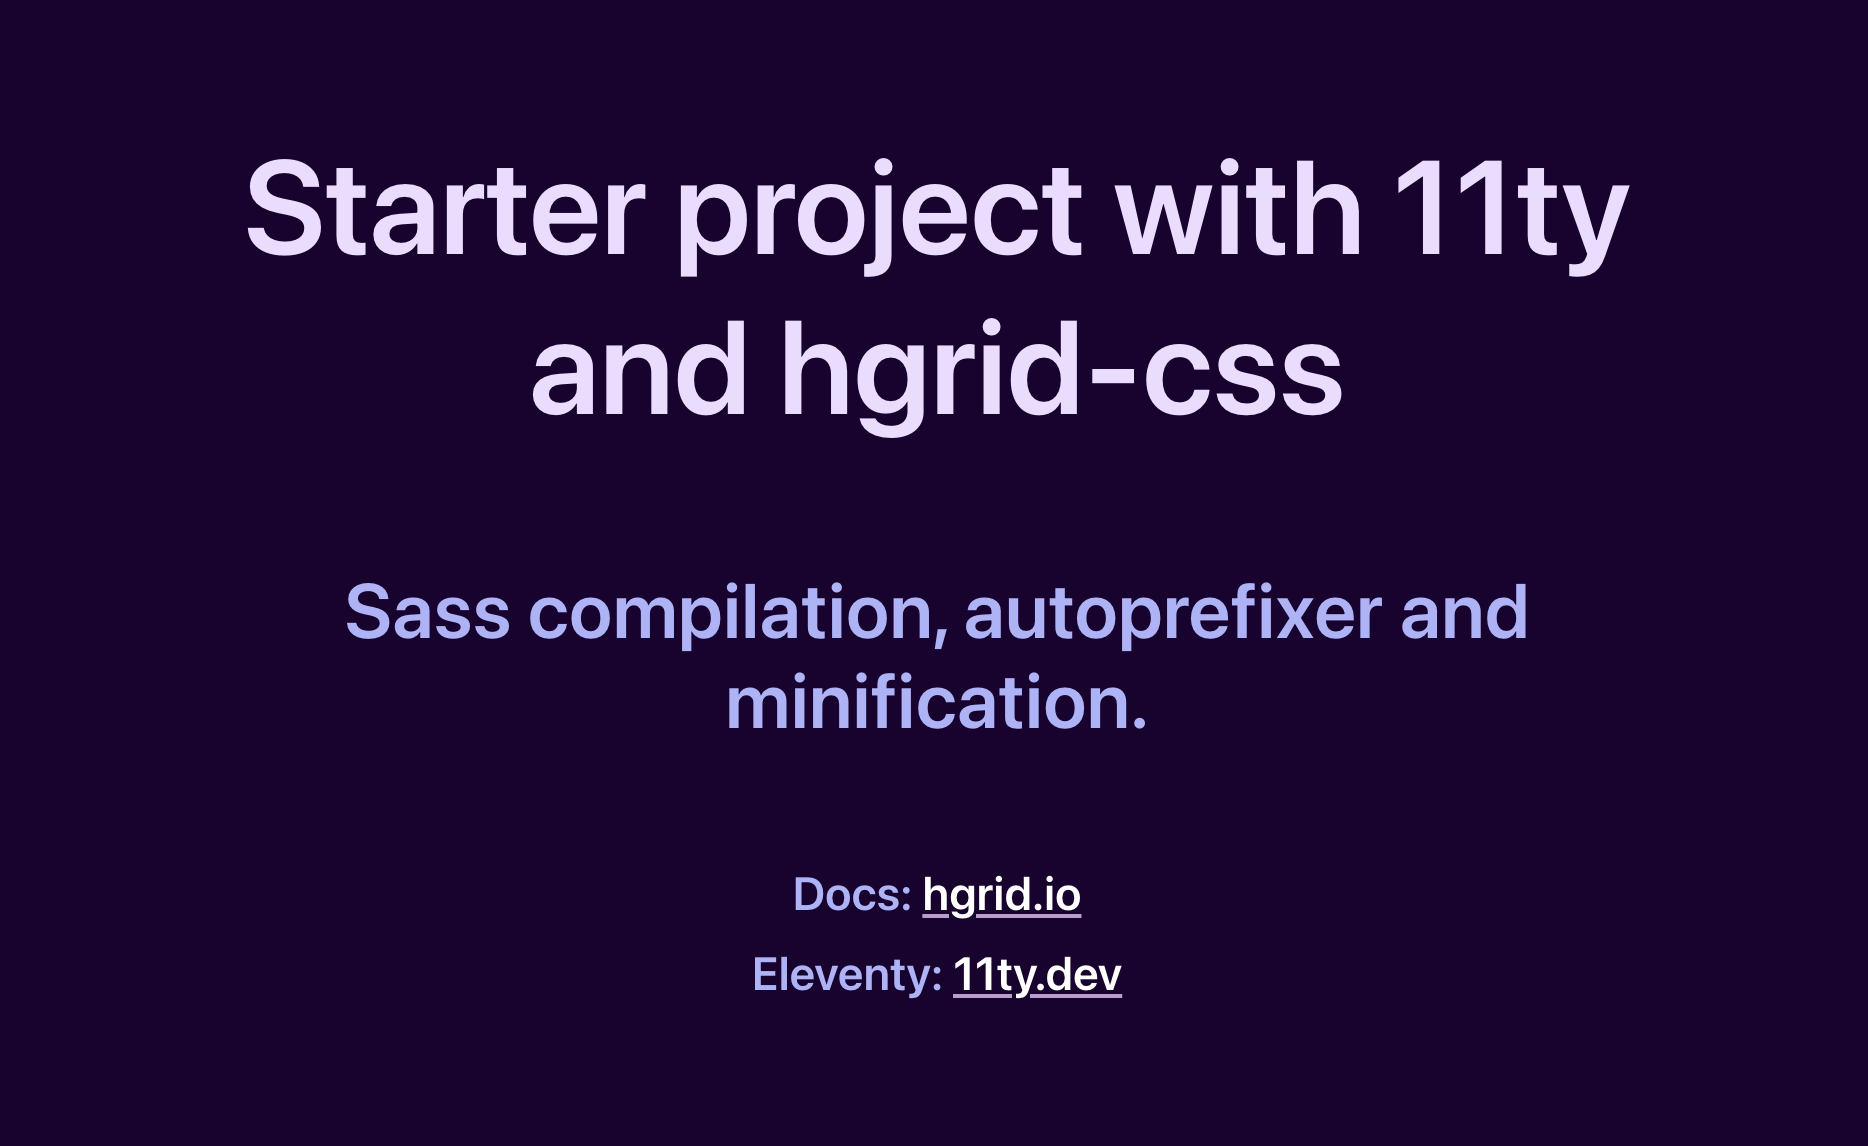 Starter project with 11ty
and hgrid-css
Sass compilation, autoprefixer and
minification.
Docs: hgrid.io
Eleventy: 11ty.dev